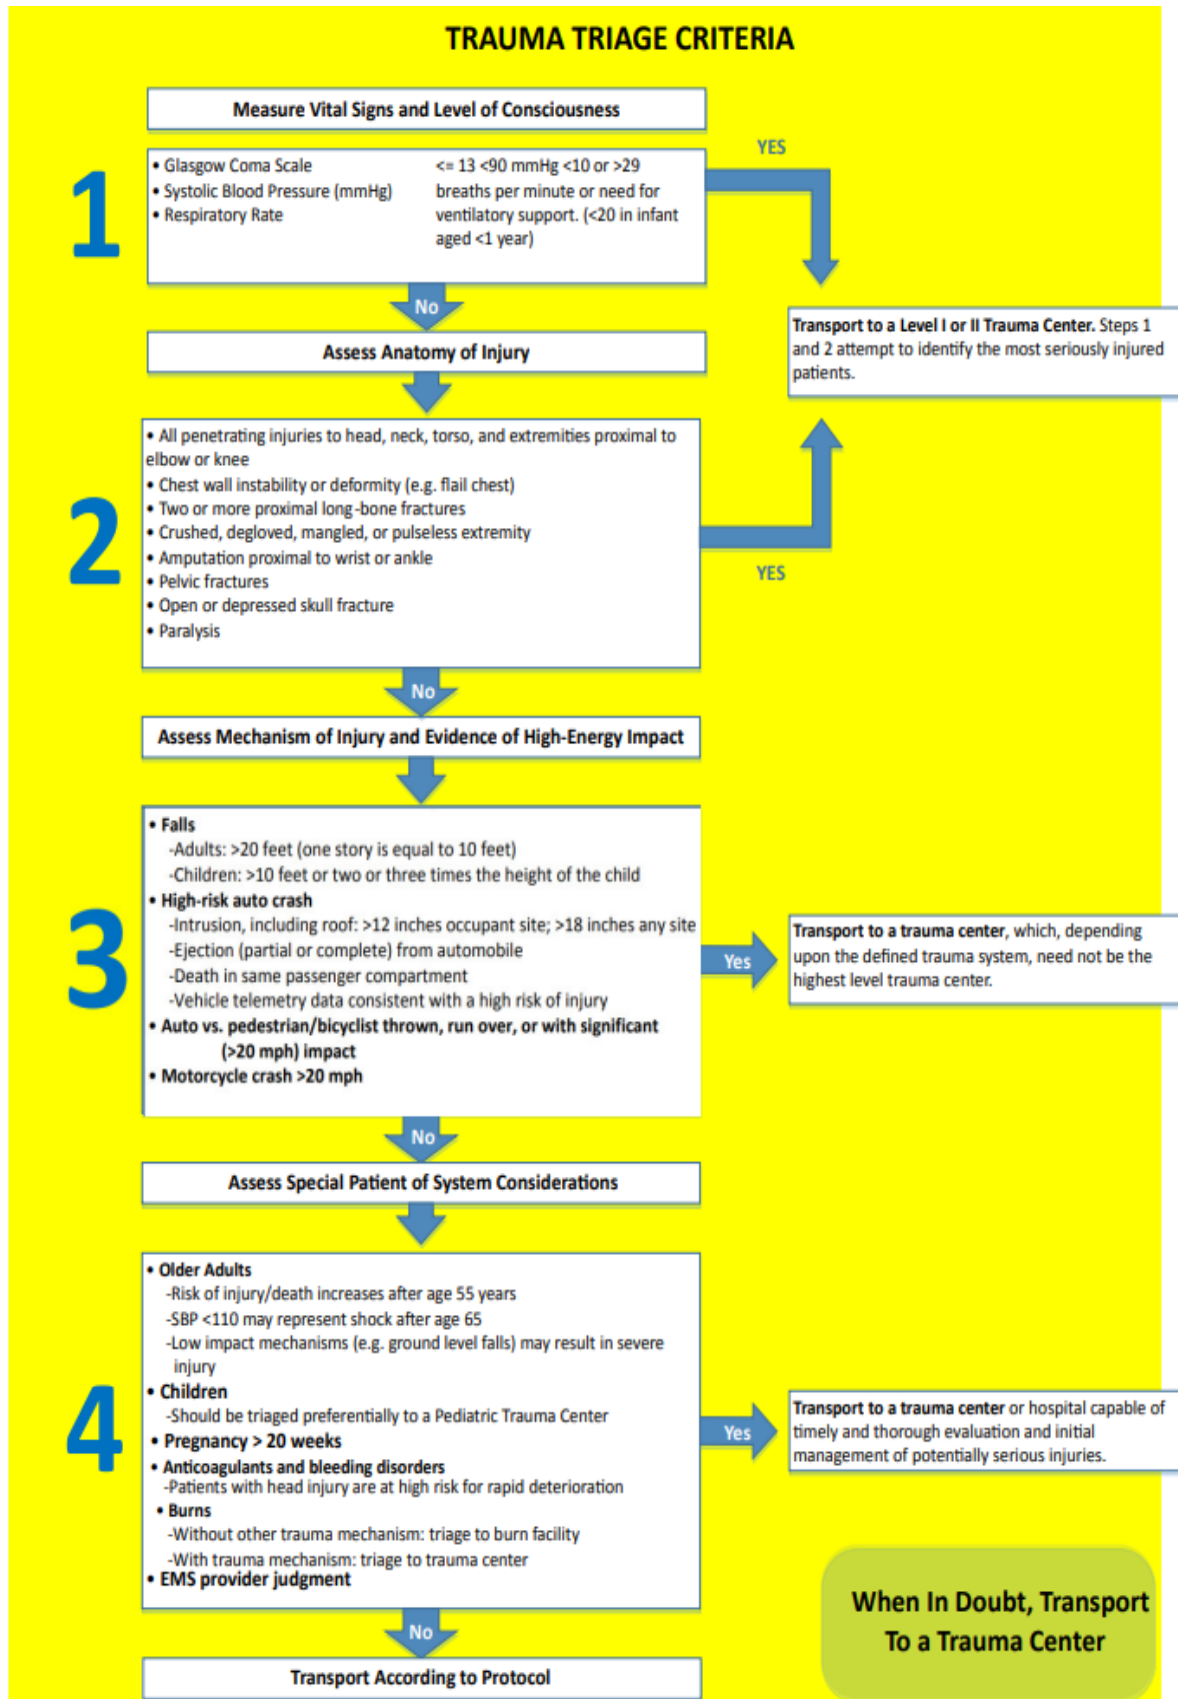 TRAUMA TRIAGE CRITERIA
Measure Vital Signs and Level of Consciousness
1
• Glasgow Coma Scale
• Systolic Blood Pressure (mmHg)
• Respiratory Rate
<= 13 <90 mmHg <10 or >29
breaths per minute or need for
ventilatory support. (<20 in infant
aged <1 year)
YES
No
Transport to a Level I or II Trauma Center. Steps 1
and 2 attempt to identify the most seriously injured
patients.
Assess Anatomy of Injury
2
• All penetrating injuries to head, neck, torso, and extremities proximal to
elbow or knee
• Chest wall instability or deformity (e.g. flail chest)
• Two or more proximal long-bone fractures
• Crushed, degloved, mangled, or pulseless extremity
• Amputation proximal to wrist or ankle
• Pelvic fractures
• Open or depressed skull fracture
• Paralysis
YES
No
Assess Mechanism of Injury and Evidence of High-Energy Impact
3
• Falls
-Adults: >20 feet (one story is equal to 10 feet)
-Children: >10 feet or two or three times the height of the child
• High-risk auto crash
-Intrusion, including roof: >12 inches occupant site; >18 inches any site
-Ejection (partial or complete) from automobile
-Death in same passenger compartment
-Vehicle telemetry data consistent with a high risk of injury
• Auto vs. pedestrian/bicyclist thrown, run over, or with significant
(>20 mph) impact
• Motorcycle crash >20 mph
Yes
Transport to a trauma center, which, depending
upon the defined trauma system, need not be the
highest level trauma center.
No
Assess Special Patient of System Considerations
4
• Older Adults
-Risk of injury/death increases after age 55 years
-SBP <110 may represent shock after age 65
-Low impact mechanisms (e.g. ground level falls) may result in severe
injury
• Children
-Should be triaged preferentially to a Pediatric Trauma Center
• Pregnancy > 20 weeks
• Anticoagulants and bleeding disorders
-Patients with head injury are at high risk for rapid deterioration
• Burns
-Without other trauma mechanism: triage to burn facility
-With trauma mechanism: triage to trauma center
• EMS provider judgment
Yes
Transport to a trauma center or hospital capable of
timely and thorough evaluation and initial
management of potentially serious injuries.
No
Transport According to Protocol
When In Doubt, Transport
To a Trauma Center